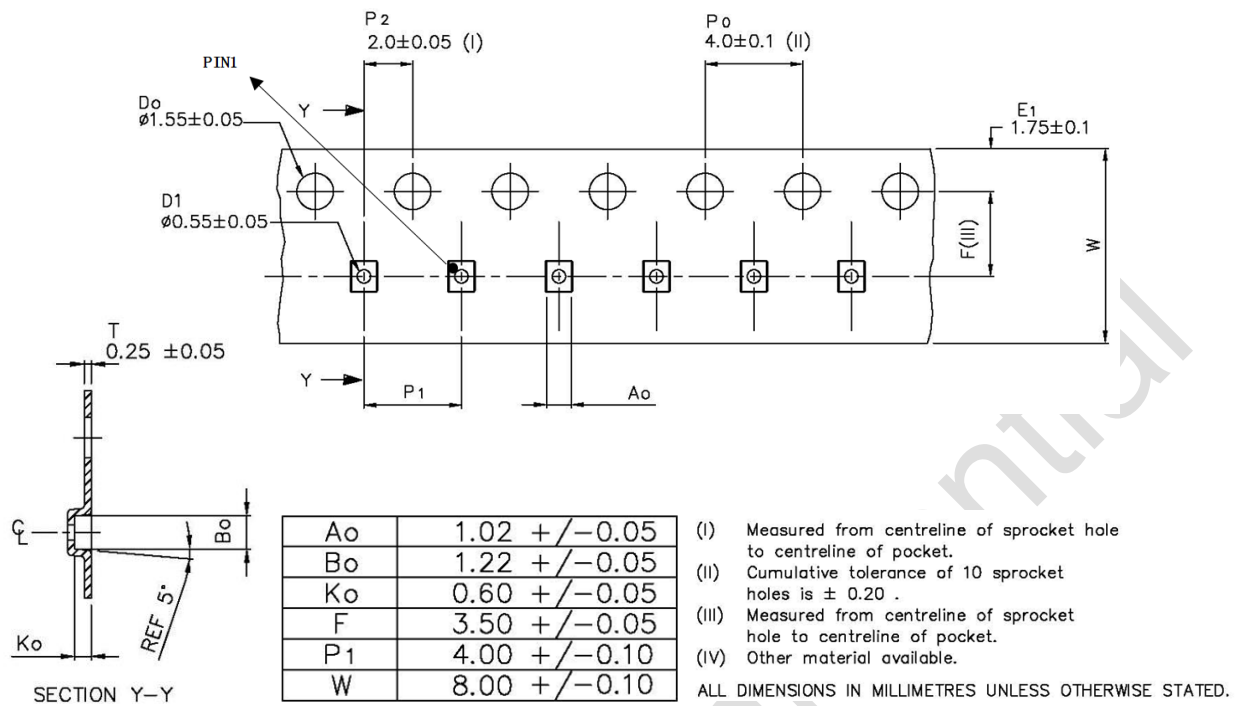 P2
2.0±0.05 (I)
Po
4.0±0.1 (II)
PIN1
Do
ø1.55±0.05
Y
E1
1.75±0.1
D1
ø0.55±0.05
F(III)
W
T
0.25 ±0.05
Y
P1
Ao
℄
Bo
REF 5°
Ko
SECTION Y-Y
Ao 1.02 +/-0.05
Bo 1.22 +/-0.05
Ko 0.60 +/-0.05
F 3.50 +/-0.05
P1 4.00 +/-0.10
W 8.00 +/-0.10
(I) Measured from centreline of sprocket hole
to centreline of pocket.
(II) Cumulative tolerance of 10 sprocket
holes is ± 0.20 .
(III) Measured from centreline of sprocket
hole to centreline of pocket.
(IV) Other material available.
ALL DIMENSIONS IN MILLIMETRES UNLESS OTHERWISE STATED.
ntial